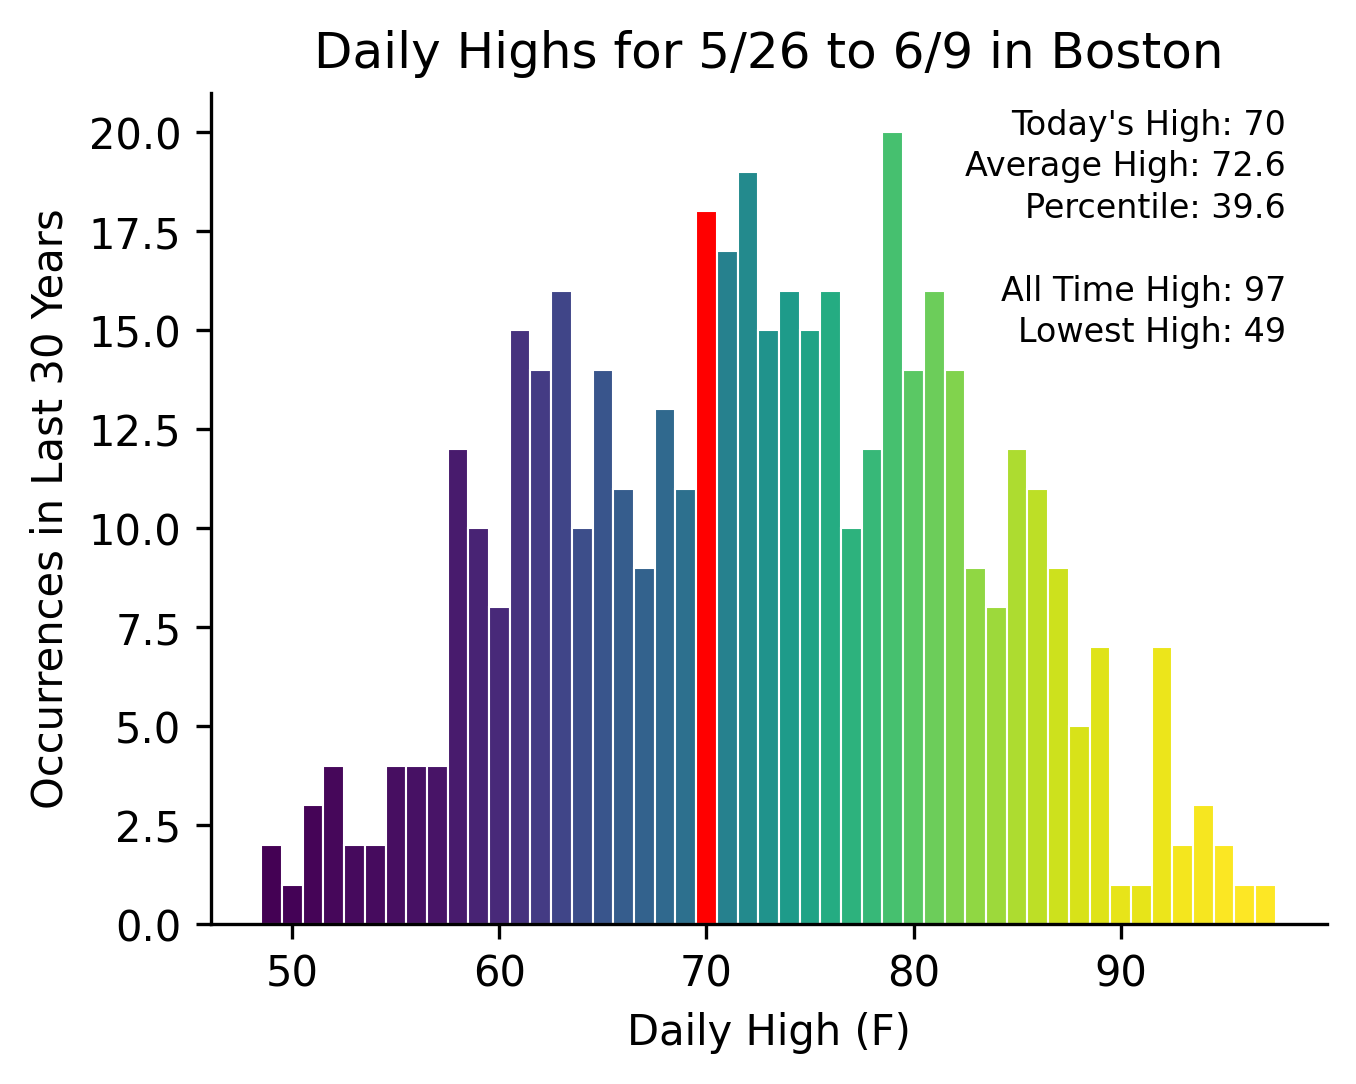 Daily Highs for 5/26 to 6/9 in Boston
Today's High: 70
Average High: 72.6
Percentile: 39.6
All Time High: 97
Lowest High: 49
Occurrences in Last 30 Years
20.0
17.5
15.0
12.5
10.0
7.5
5.0
2.5
0.0
50 60 70 80 90
Daily High (F)